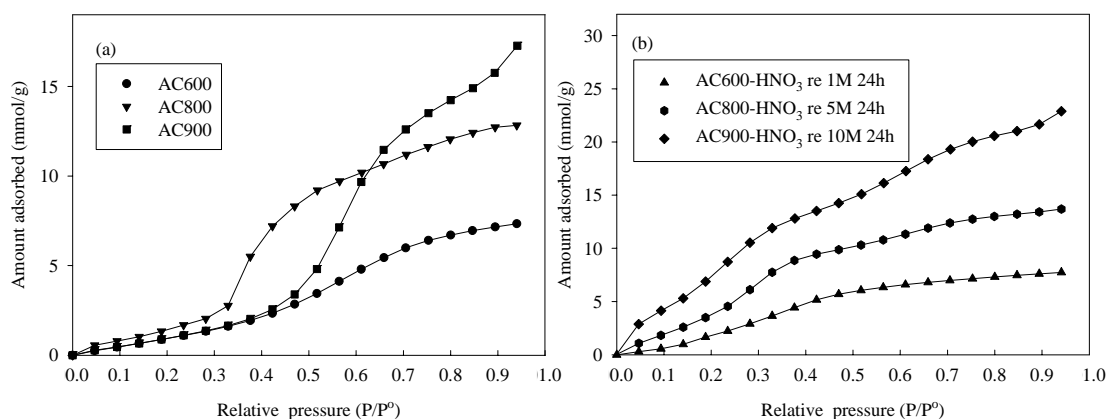 (a)
AC600
AC800
AC900
15
10
5
0
Amount adsorbed (mmol/g)
0.0 0.1 0.2 0.3 0.4 0.5 0.6 0.7 0.8 0.9 1.0
Relative pressure (P/Pº)
(b)
AC600-HNO₃ re 1M 24h
AC800-HNO₃ re 5M 24h
AC900-HNO₃ re 10M 24h
30
25
20
15
10
5
0
Amount adsorbed (mmol/g)
0.0 0.1 0.2 0.3 0.4 0.5 0.6 0.7 0.8 0.9 1.0
Relative pressure (P/Pº)